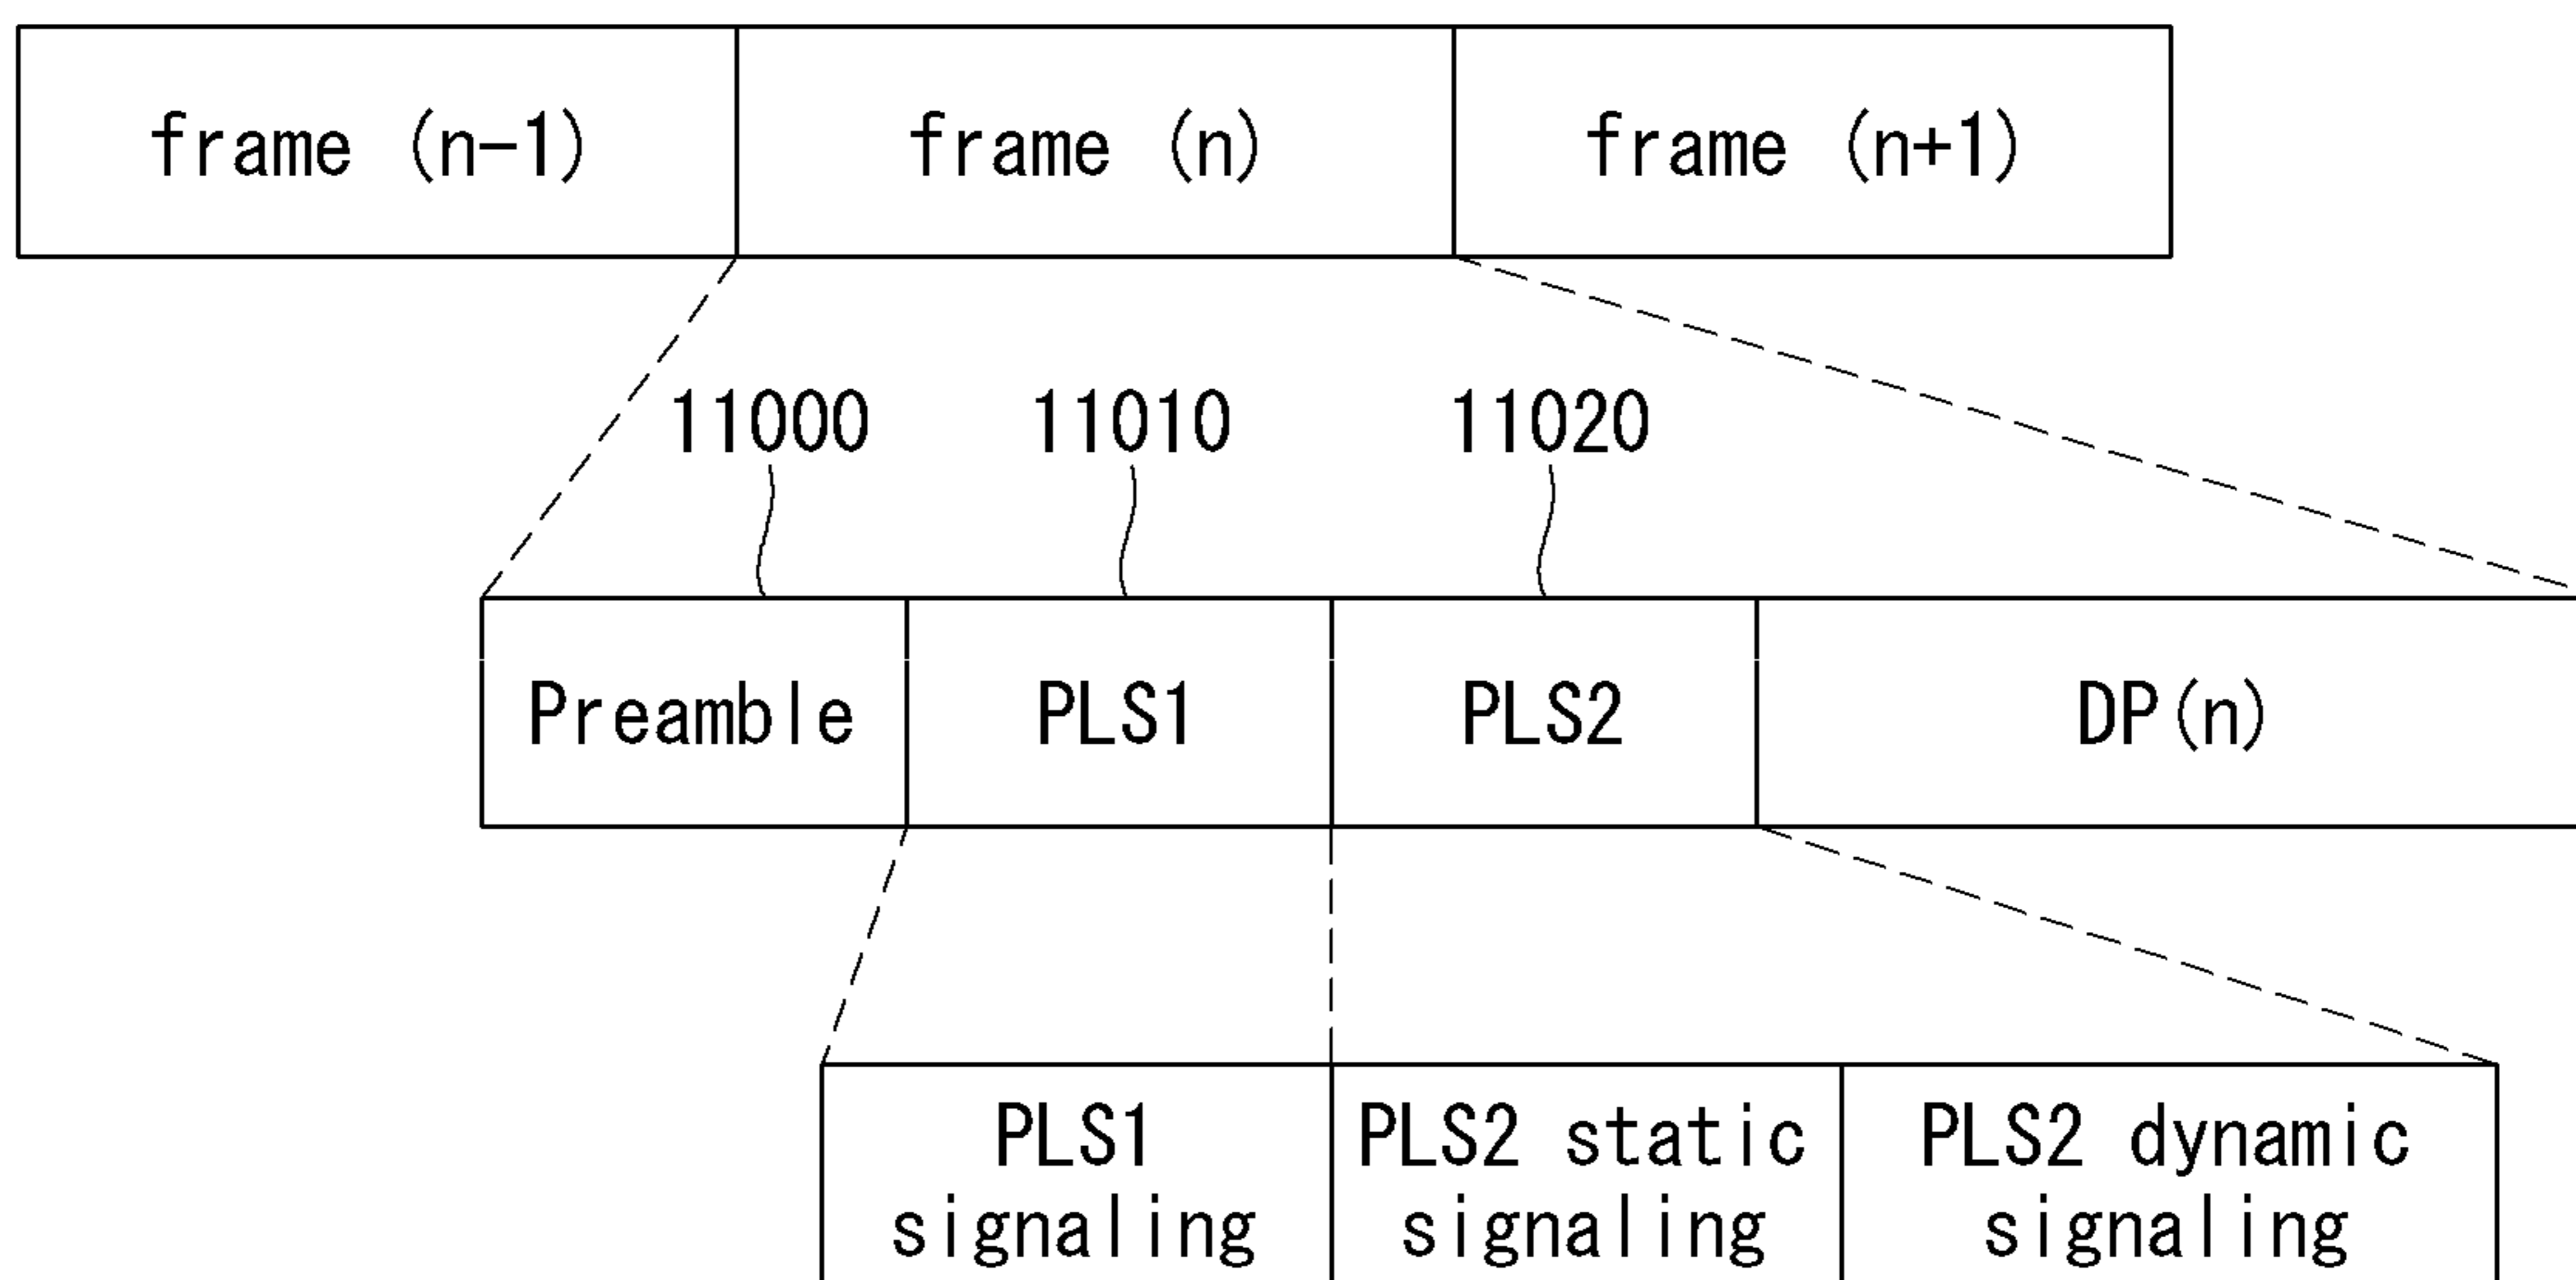 frame (n-1)
frame (n)
frame (n+1)
11000
11010
11020
Preamble
PLS1
PLS2
DP(n)
PLS1
signaling
PLS2 static
signaling
PLS2 dynamic
signaling